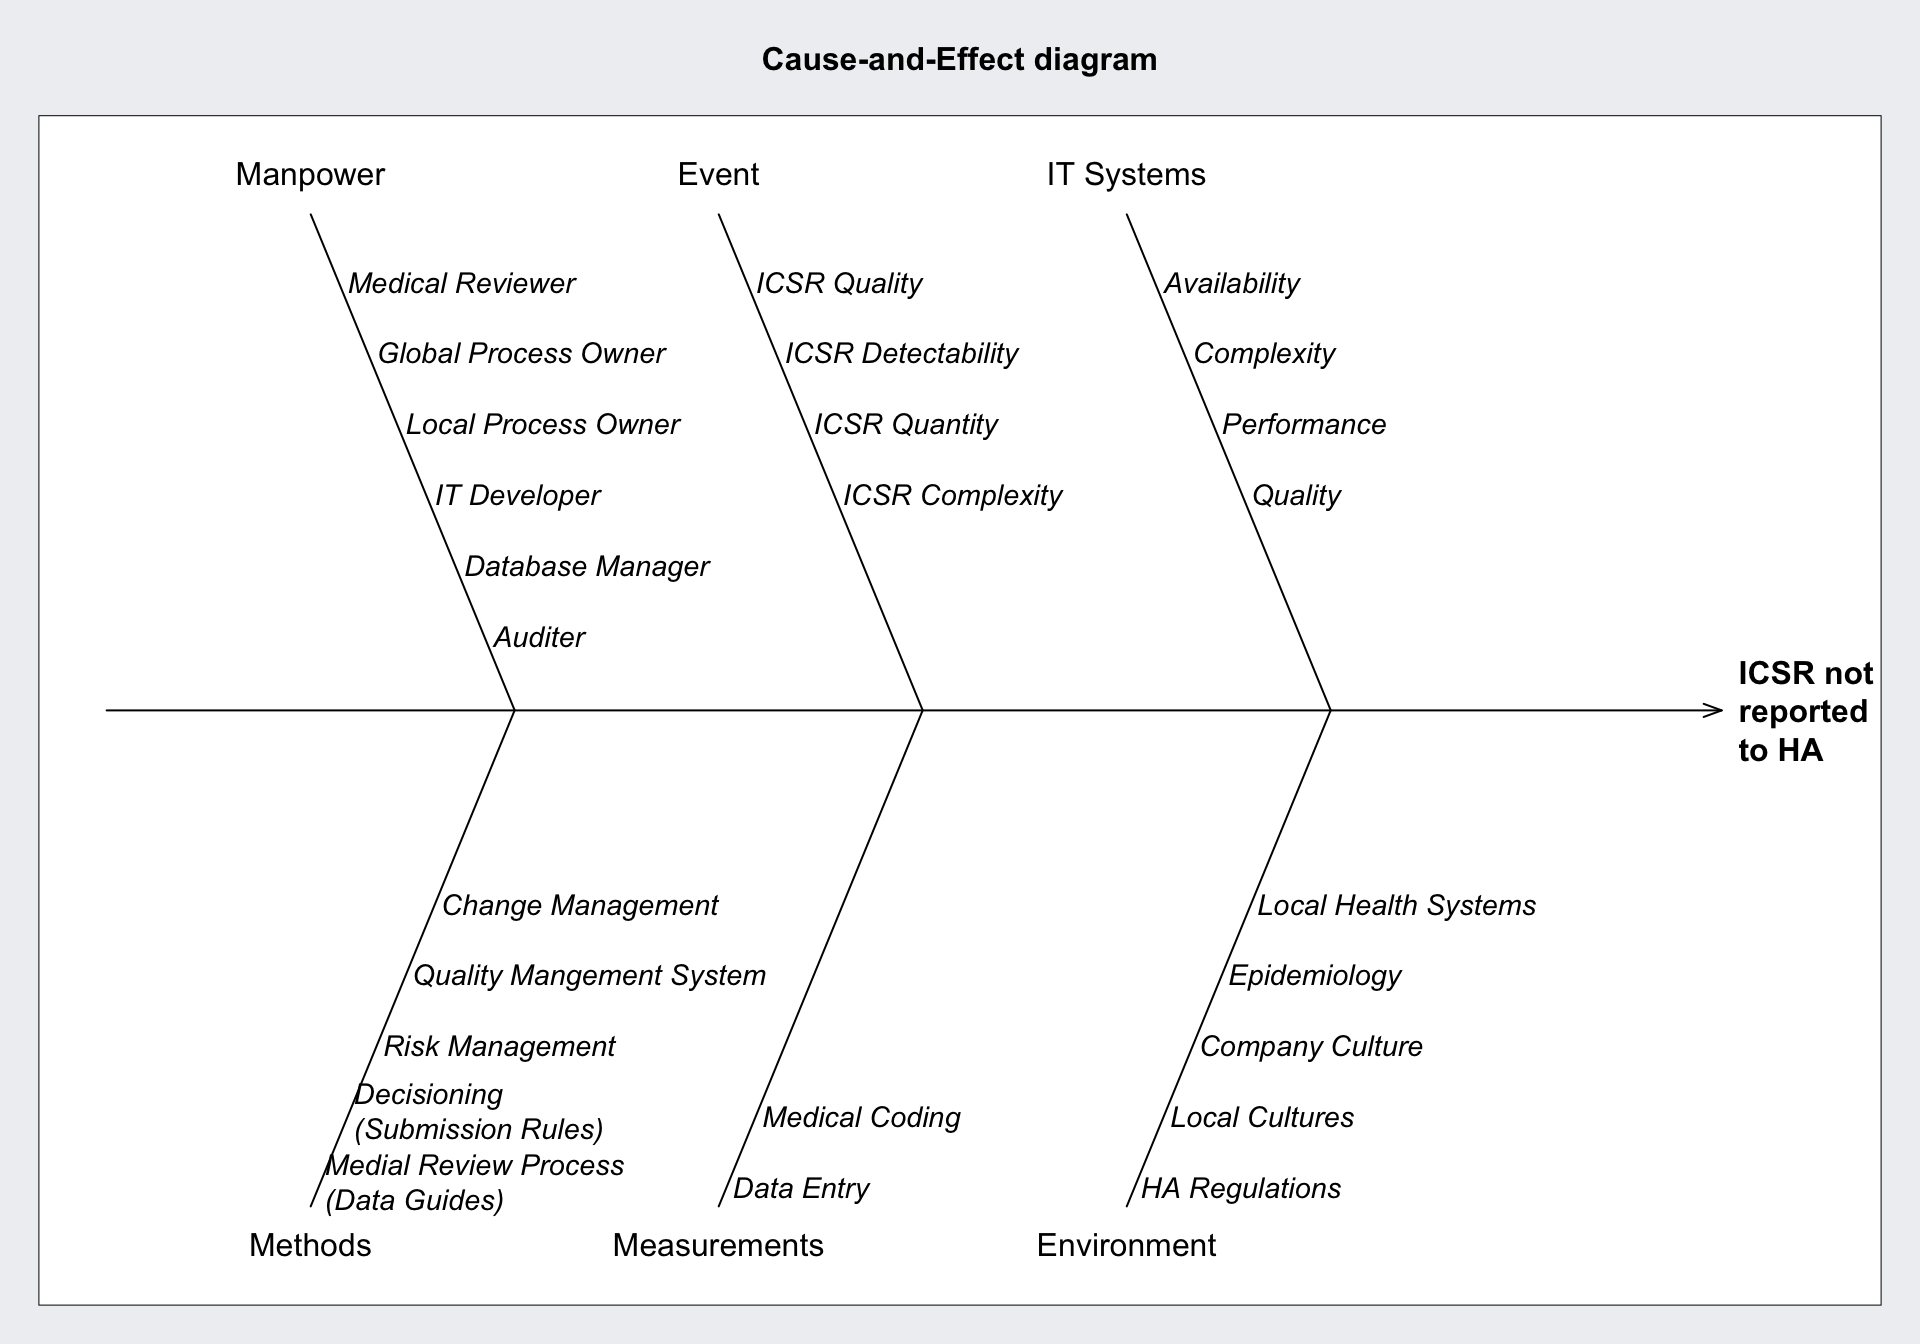 Cause-and-Effect diagram
Manpower
Event
IT Systems
Medical Reviewer
ICSR Quality
Availability
Global Process Owner
ICSR Detectability
Complexity
Local Process Owner
ICSR Quantity
Performance
IT Developer
ICSR Complexity
Quality
Database Manager
Auditer
ICSR not
reported
to HA
Change Management
Local Health Systems
Quality Mangement System
Epidemiology
Risk Management
Company Culture
Decisioning
(Submission Rules)
Medical Coding
Local Cultures
Medial Review Process
(Data Guides)
Data Entry
HA Regulations
Methods
Measurements
Environment